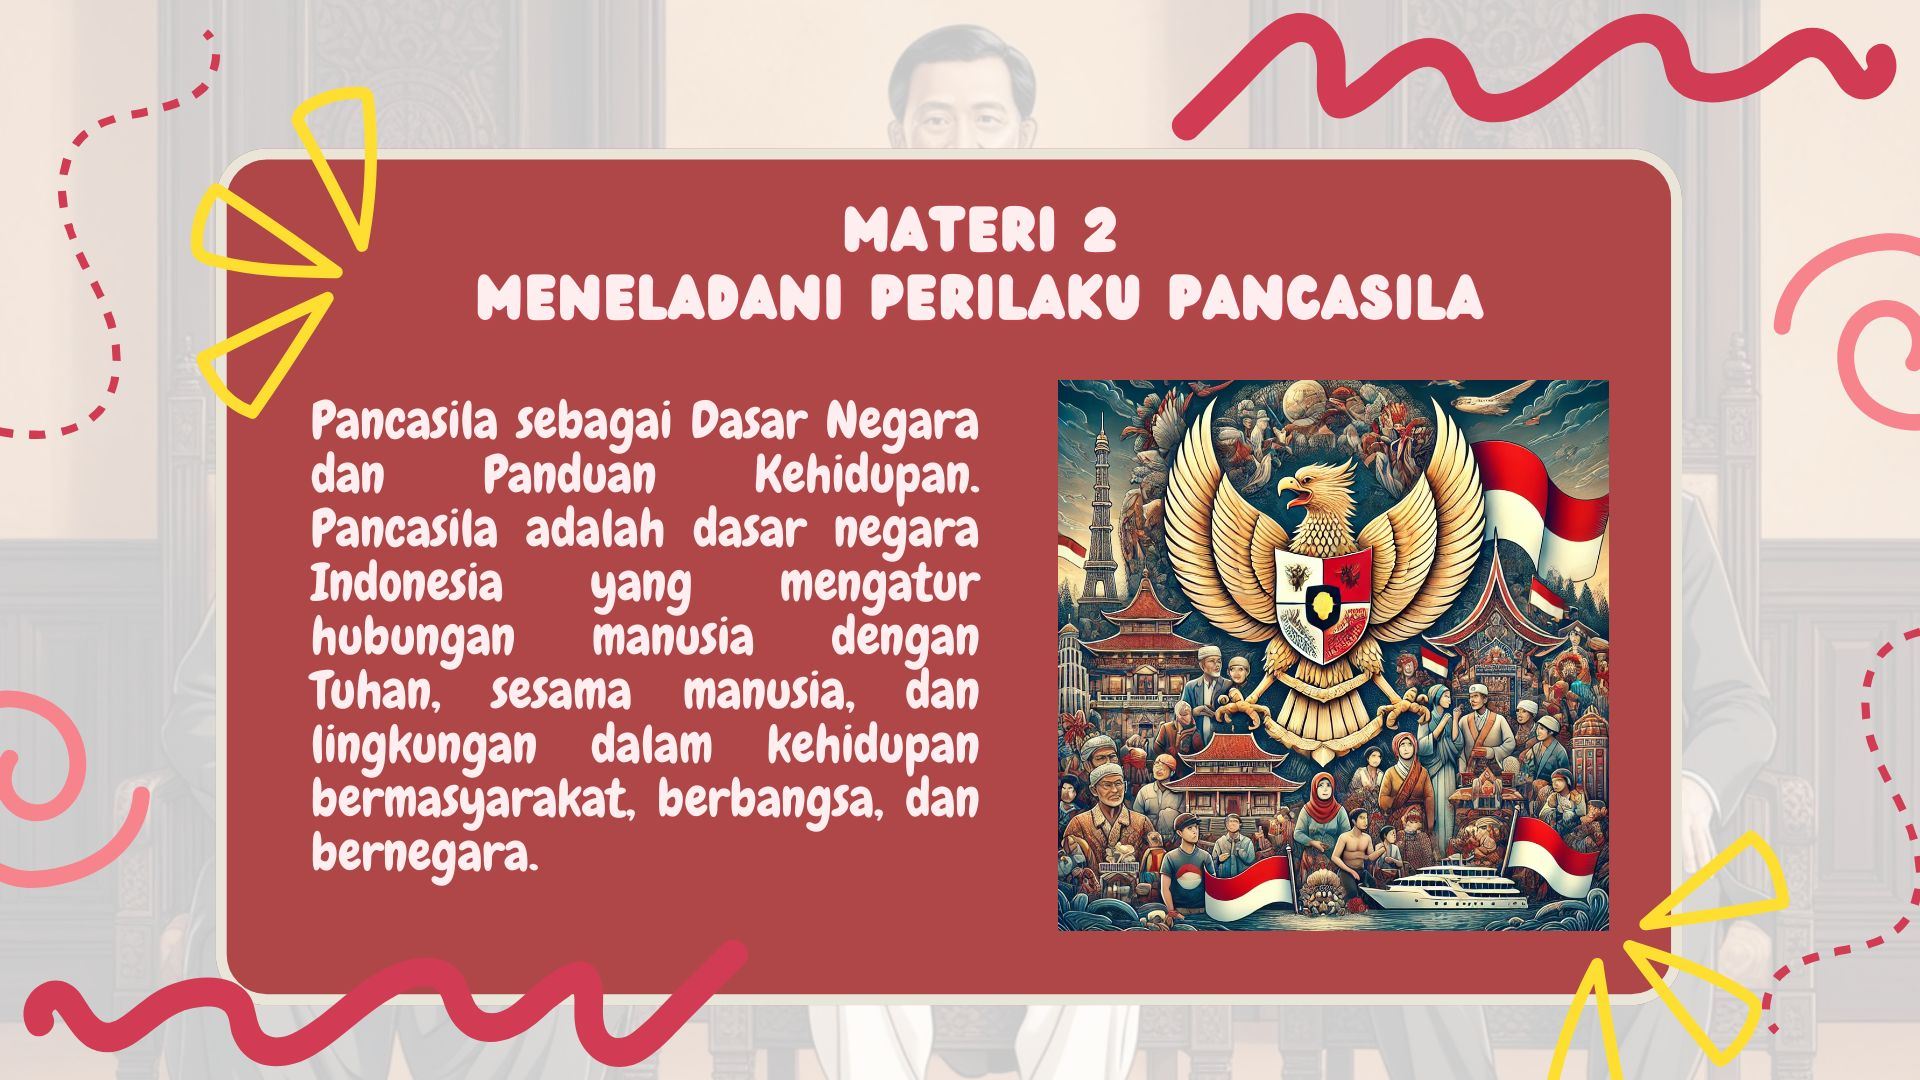 MATERI 2
MENELADANI PERILAKU PANCASILA
Pancasila sebagai Dasar Negara
dan Panduan Kehidupan.
Pancasila adalah dasar negara
Indonesia yang mengatur
hubungan manusia dengan
Tuhan, sesama manusia, dan
lingkungan dalam kehidupan
bermasyarakat, berbangsa, dan
bernegara.